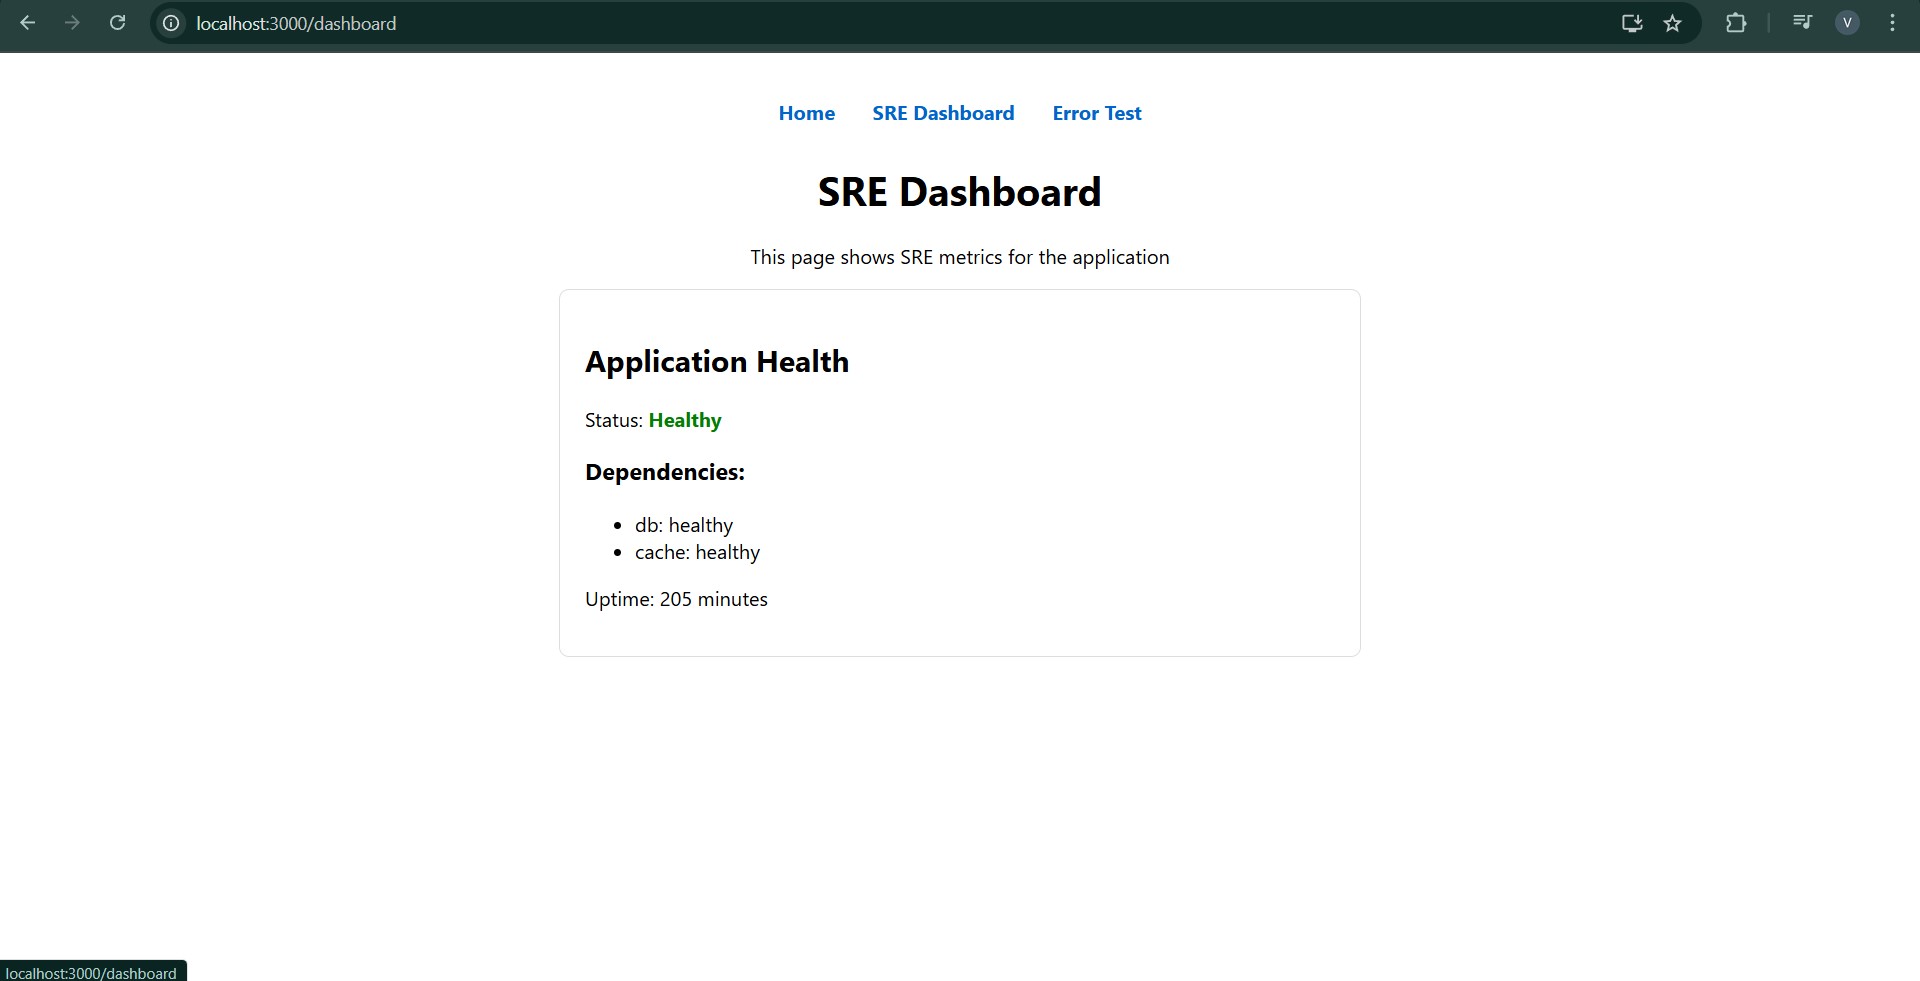 localhost:3000/dashboard
V
Home SRE Dashboard Error Test
SRE Dashboard
This page shows SRE metrics for the application
Application Health
Status: Healthy
Dependencies:
• db: healthy
• cache: healthy
Uptime: 205 minutes
localhost:3000/dashboard